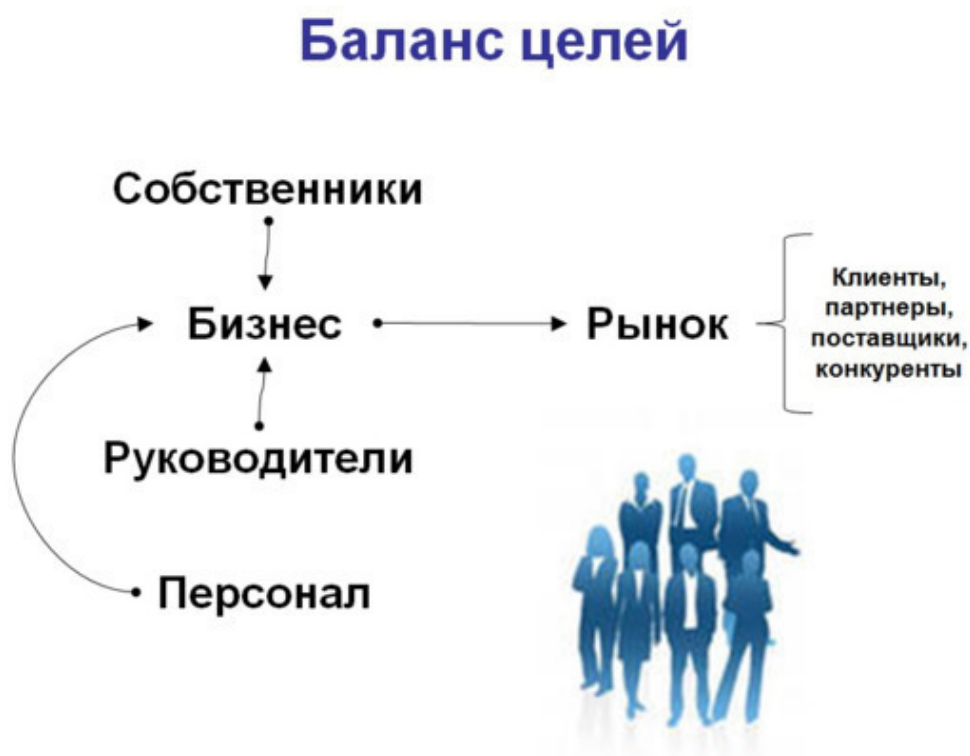 Баланс целей
Собственники
Бизнес
Рынок
Клиенты,
партнеры,
поставщики,
конкуренты
Руководители
Персонал